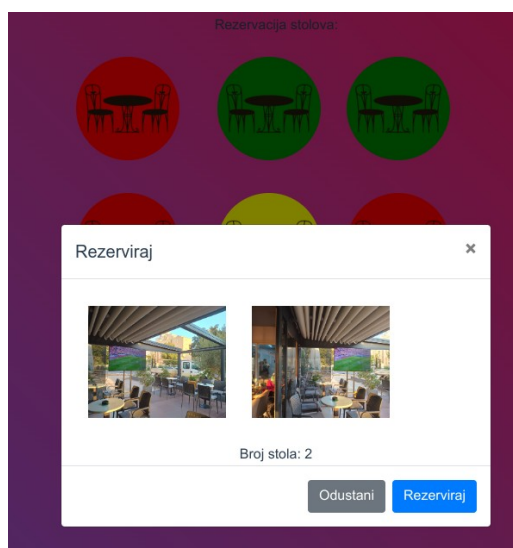 Rezervacija stolova:
Rezerviraj
×
Broj stola: 2
Odustani
Rezerviraj